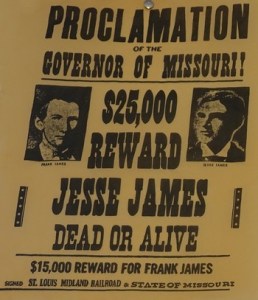 PROCLAMATION
OF THE
GOVERNOR OF MISSOURI!
$25,000
REWARD
JESSE JAMES
DEAD OR ALIVE
$15,000 REWARD FOR FRANK JAMES
SIGNED ST. LOUIS MIDLAND RAILROAD & STATE OF MISSOURI